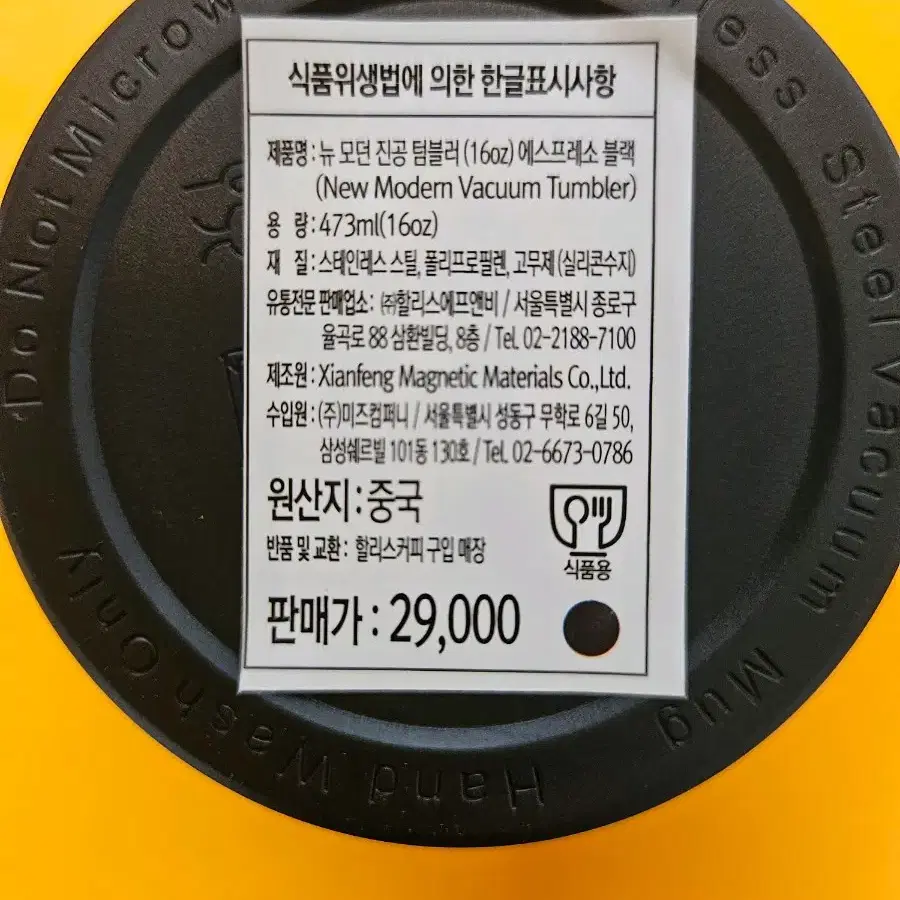 식품위생법에 의한 한글표시사항
제품명 : 뉴 모던 진공 텀블러 (16oz) 에스프레소 블랙
(New Modern Vacuum Tumbler)
용 량 : 473ml(16oz)
재 질 : 스테인레스 스틸, 폴리프로필렌, 고무제 (실리콘수지)
유통전문 판매업소 : ㈜할리스에프앤비 / 서울특별시 종로구
율곡로 88 삼환빌딩, 8층 / Tel. 02-2188-7100
제조원 : Xianfeng Magnetic Materials Co.,Ltd.
수입원 : (주)미즈컴퍼니 / 서울특별시 성동구 무학로 6길 50,
삼성쉐르빌 101동 130호 / Tel. 02-6673-0786
원산지 : 중국
반품 및 교환 : 할리스커피 구입 매장
식품용
판매가 : 29,000
Do Not Microw
less Steel Vacuum Mug
Hand Wash Only